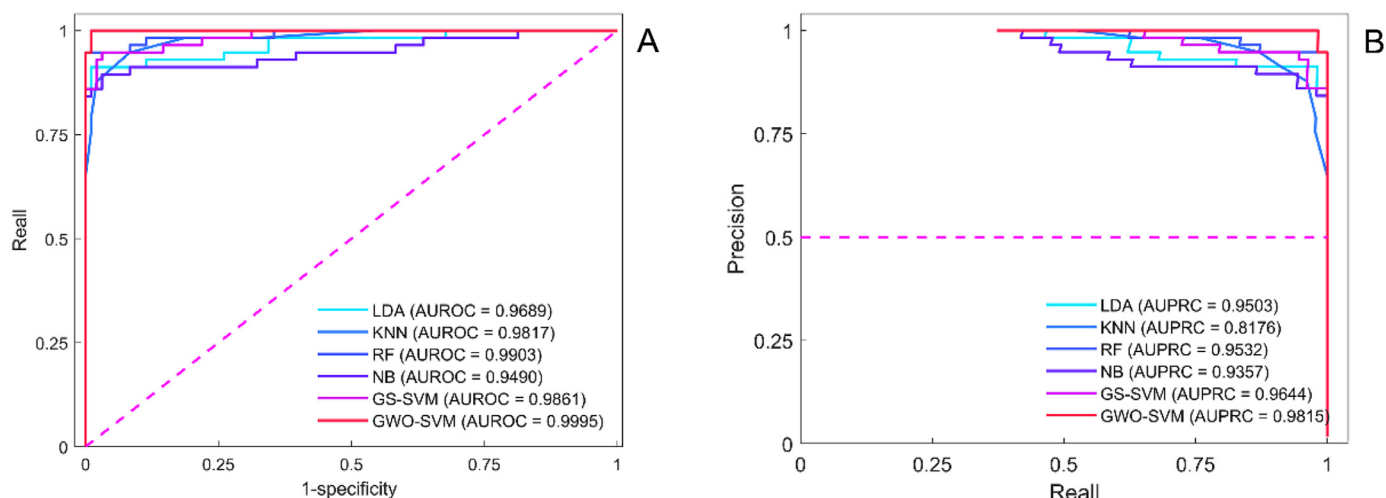 A
1
0.75
0.5
0.25
0
Reall
0
0.25
0.5
0.75
1
1-specificity
LDA (AUROC = 0.9689)
KNN (AUROC = 0.9817)
RF (AUROC = 0.9903)
NB (AUROC = 0.9490)
GS-SVM (AUROC = 0.9861)
GWO-SVM (AUROC = 0.9995)
B
1
0.75
0.5
0.25
0
Precision
0
0.25
0.5
0.75
1
Reall
LDA (AUPRC = 0.9503)
KNN (AUPRC = 0.8176)
RF (AUPRC = 0.9532)
NB (AUPRC = 0.9357)
GS-SVM (AUPRC = 0.9644)
GWO-SVM (AUPRC = 0.9815)